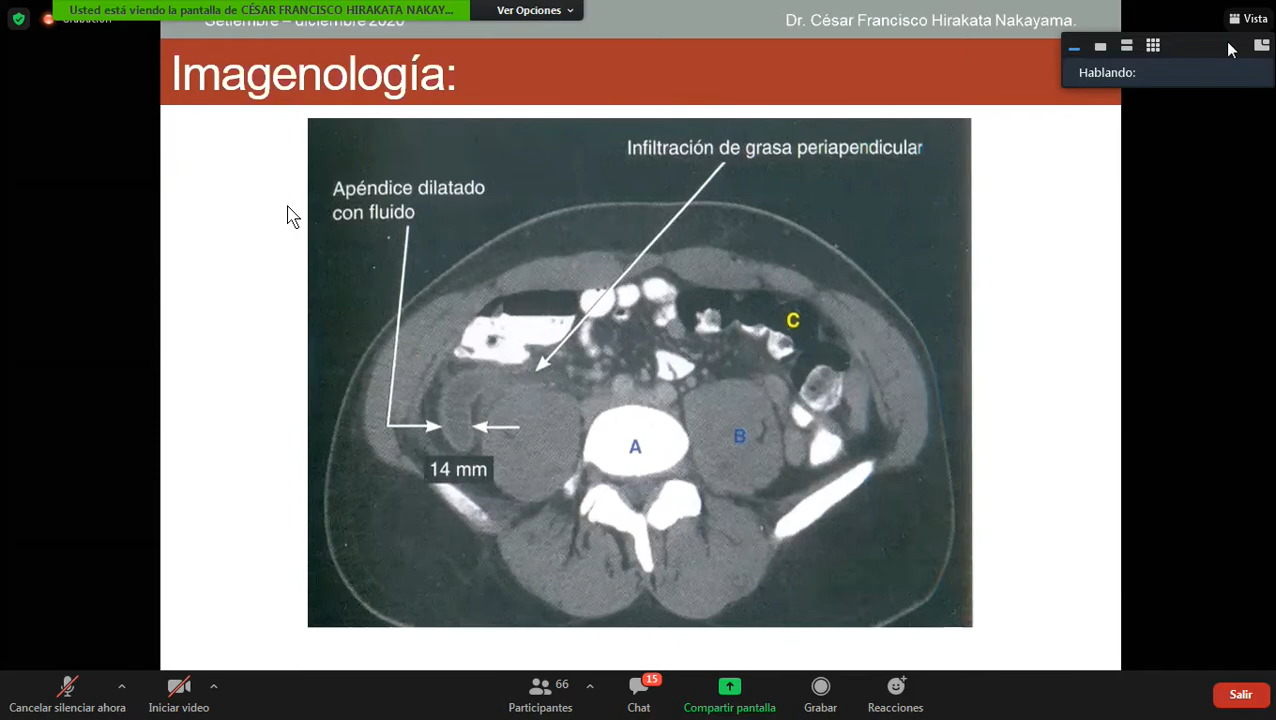 Usted está viendo la pantalla de CÉSAR FRANCISCO HIRAKATA NAKAY...
Ver Opciones
Grabación
Setiembre – diciembre 2020
Dr. César Francisco Hirakata Nakayama.
Vista
Imagenología:
Hablando:
Infiltración de grasa periapendicular
Apéndice dilatado
con fluido
C
A
B
14 mm
66
15
Cancelar silenciar ahora
Iniciar video
Participantes
Chat
Compartir pantalla
Grabar
Reacciones
Salir